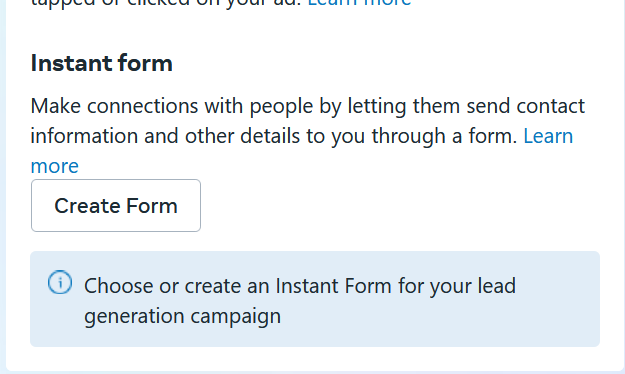 tapped or clicked on your ad. Learn more
Instant form
Make connections with people by letting them send contact
information and other details to you through a form. Learn
more
Create Form
Choose or create an Instant Form for your lead
generation campaign